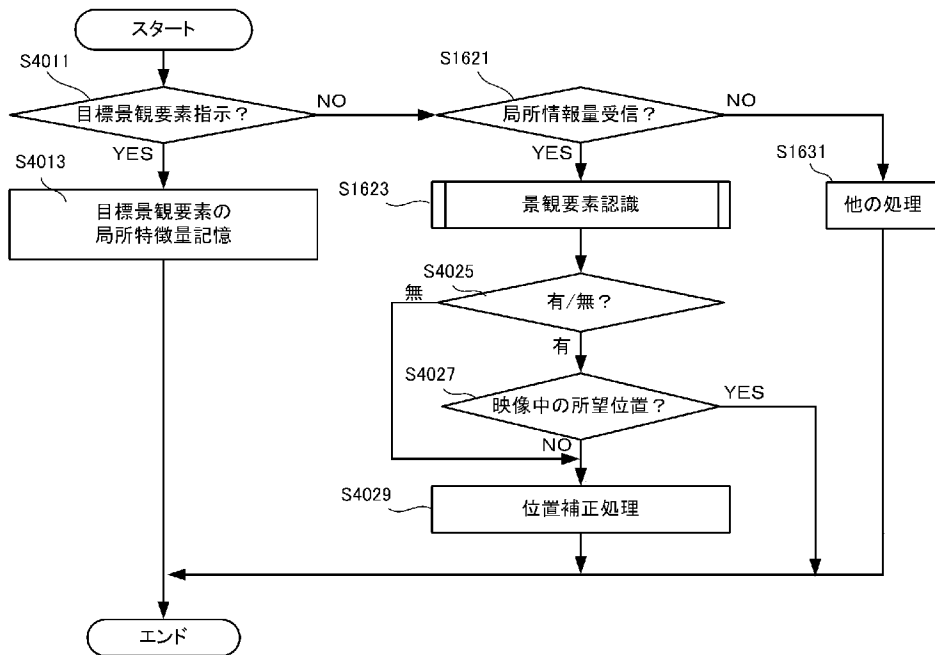 スタート
S4011
目標景観要素指示？
NO
YES
S1621
局所情報量受信？
NO
YES
S4013
目標景観要素の
局所特徴量記憶
S1623
景観要素認識
S1631
他の処理
S4025
有/無？
無
有
S4027
映像中の所望位置？
YES
NO
S4029
位置補正処理
エンド